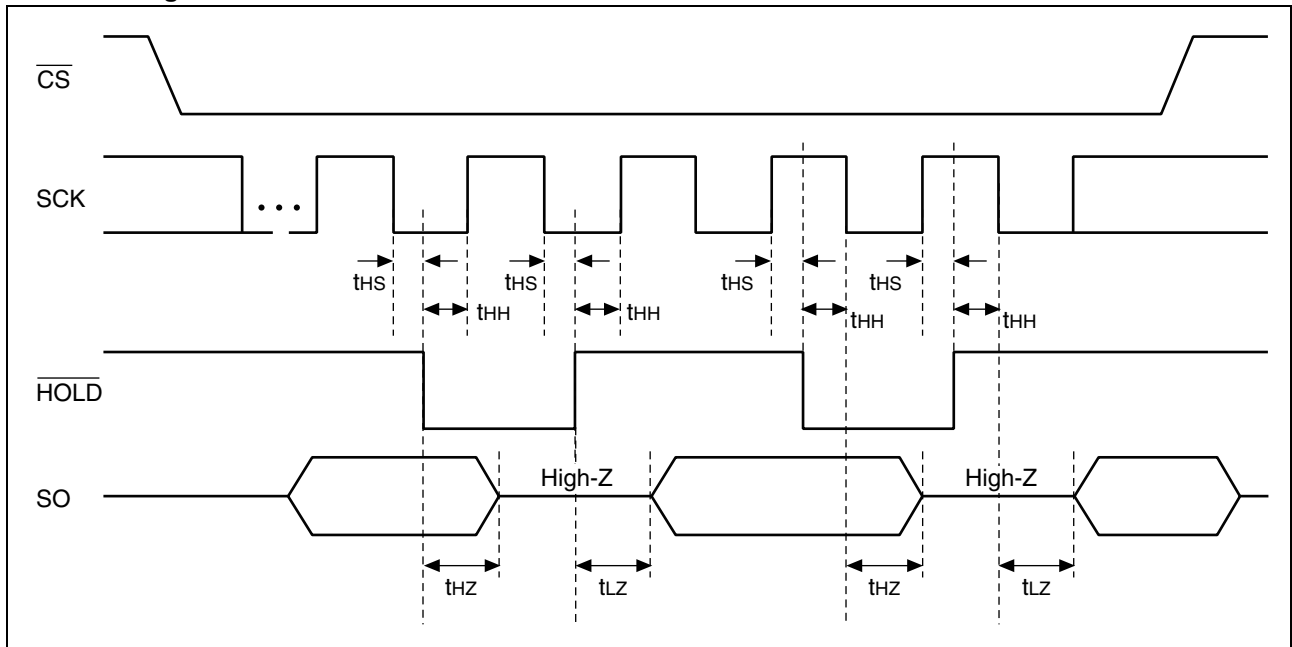 CS
SCK
...
tHS tHS tHS tHS
tHH tHH tHH tHH
HOLD
High-Z High-Z
SO
tHZ tLZ tHZ tLZ